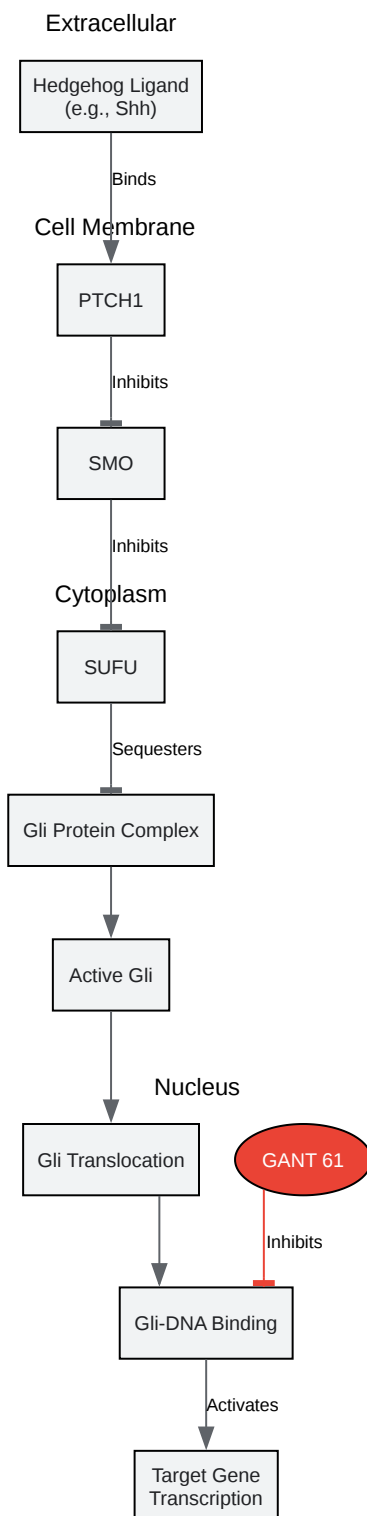 Extracellular
Hedgehog Ligand
(e.g., Shh)
Binds
Cell Membrane
PTCH1
Inhibits
SMO
Inhibits
Cytoplasm
SUFU
Sequesters
Gli Protein Complex
Active Gli
Nucleus
Gli Translocation
GANT 61
Inhibits
Gli-DNA Binding
Activates
Target Gene
Transcription